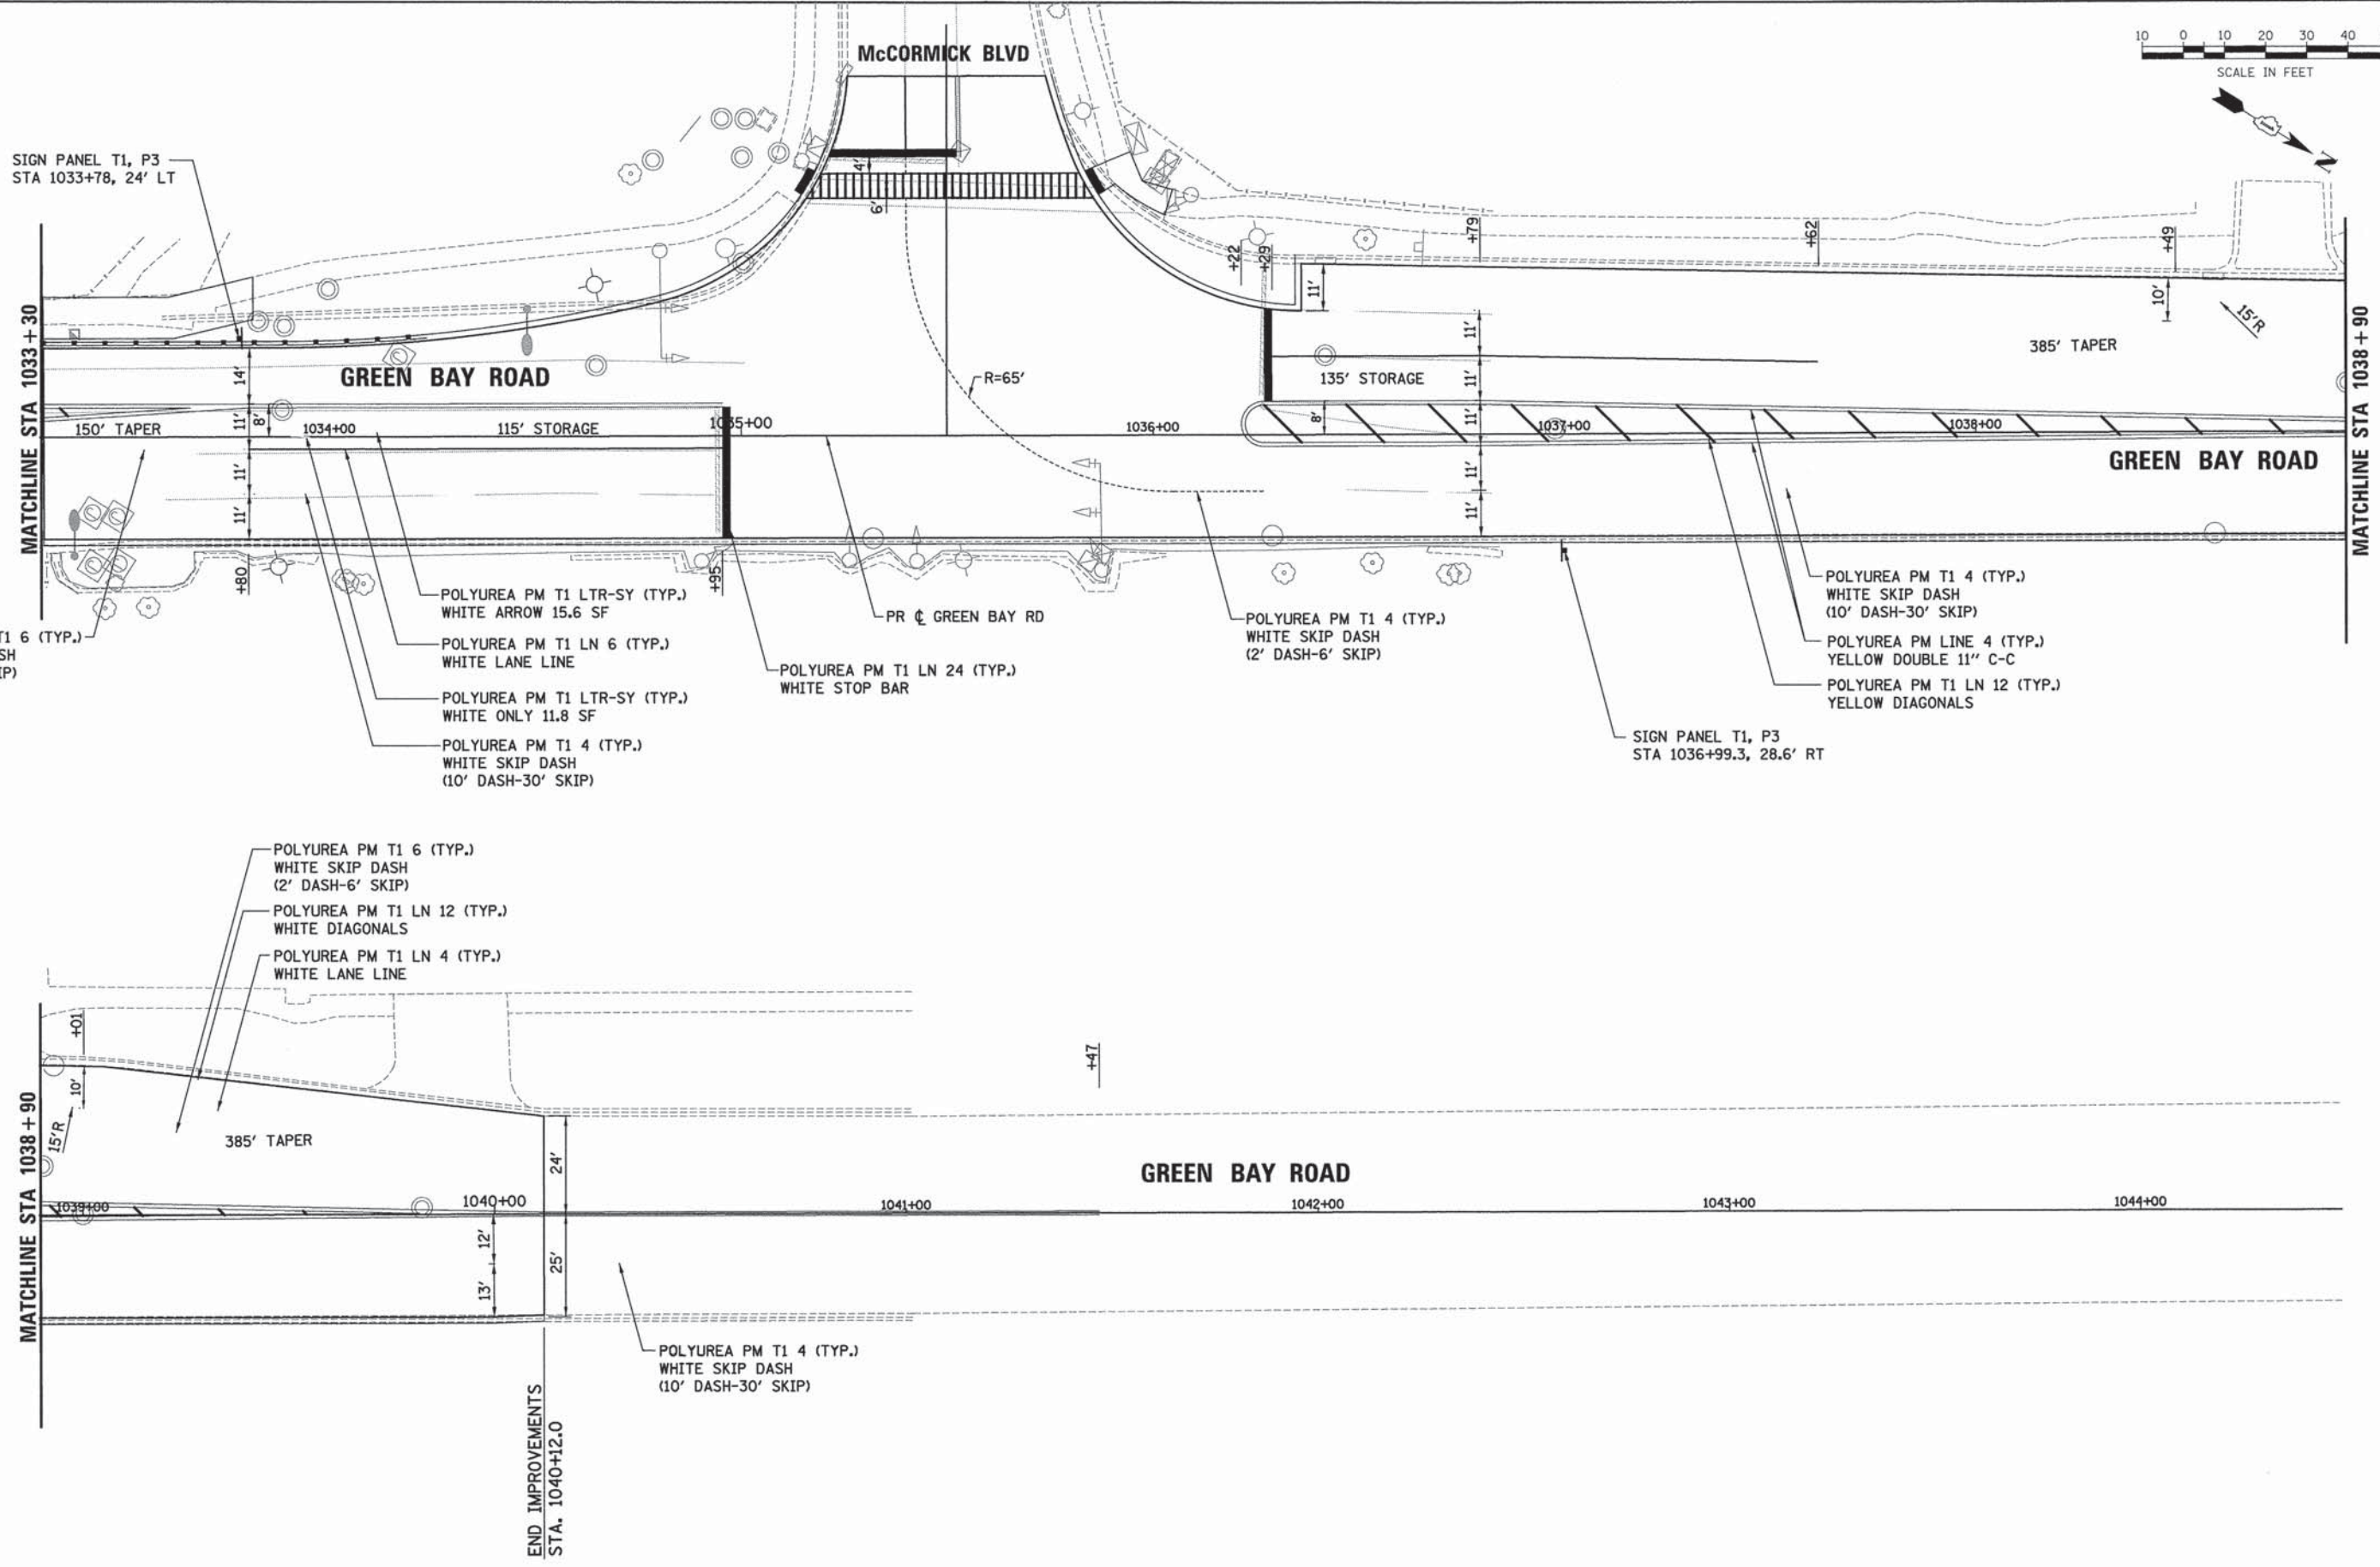 McCORMICK BLVD
10 0 10 20 30 40
SCALE IN FEET
N
SIGN PANEL T1, P3
STA 1033+78, 24' LT
4'
6'
+22
+29
+79
+62
+49
11'
10'
15'R
MATCHLINE STA 1033+30
14'
GREEN BAY ROAD
R=65'
11'
11'
135' STORAGE
385' TAPER
MATCHLINE STA 1038+90
150' TAPER
11'
8'
1034+00
115' STORAGE
1035+00
1036+00
8'
11'
1037+00
1038+00
GREEN BAY ROAD
11'
11'
11'
11'
+80
+95
T1 6 (TYP.)
SH
IP)
POLYUREA PM T1 LTR-SY (TYP.)
WHITE ARROW 15.6 SF
POLYUREA PM T1 LN 6 (TYP.)
WHITE LANE LINE
POLYUREA PM T1 LTR-SY (TYP.)
WHITE ONLY 11.8 SF
POLYUREA PM T1 4 (TYP.)
WHITE SKIP DASH
(10' DASH-30' SKIP)
PR ℄ GREEN BAY RD
POLYUREA PM T1 LN 24 (TYP.)
WHITE STOP BAR
POLYUREA PM T1 4 (TYP.)
WHITE SKIP DASH
(2' DASH-6' SKIP)
POLYUREA PM T1 4 (TYP.)
WHITE SKIP DASH
(10' DASH-30' SKIP)
POLYUREA PM LINE 4 (TYP.)
YELLOW DOUBLE 11" C-C
POLYUREA PM T1 LN 12 (TYP.)
YELLOW DIAGONALS
SIGN PANEL T1, P3
STA 1036+99.3, 28.6' RT
POLYUREA PM T1 6 (TYP.)
WHITE SKIP DASH
(2' DASH-6' SKIP)
POLYUREA PM T1 LN 12 (TYP.)
WHITE DIAGONALS
POLYUREA PM T1 LN 4 (TYP.)
WHITE LANE LINE
MATCHLINE STA 1038+90
+01
10'
15'R
385' TAPER
+47
24'
GREEN BAY ROAD
1039+00
1040+00
1041+00
1042+00
1043+00
1044+00
12'
13'
25'
POLYUREA PM T1 4 (TYP.)
WHITE SKIP DASH
(10' DASH-30' SKIP)
END IMPROVEMENTS
STA. 1040+12.0